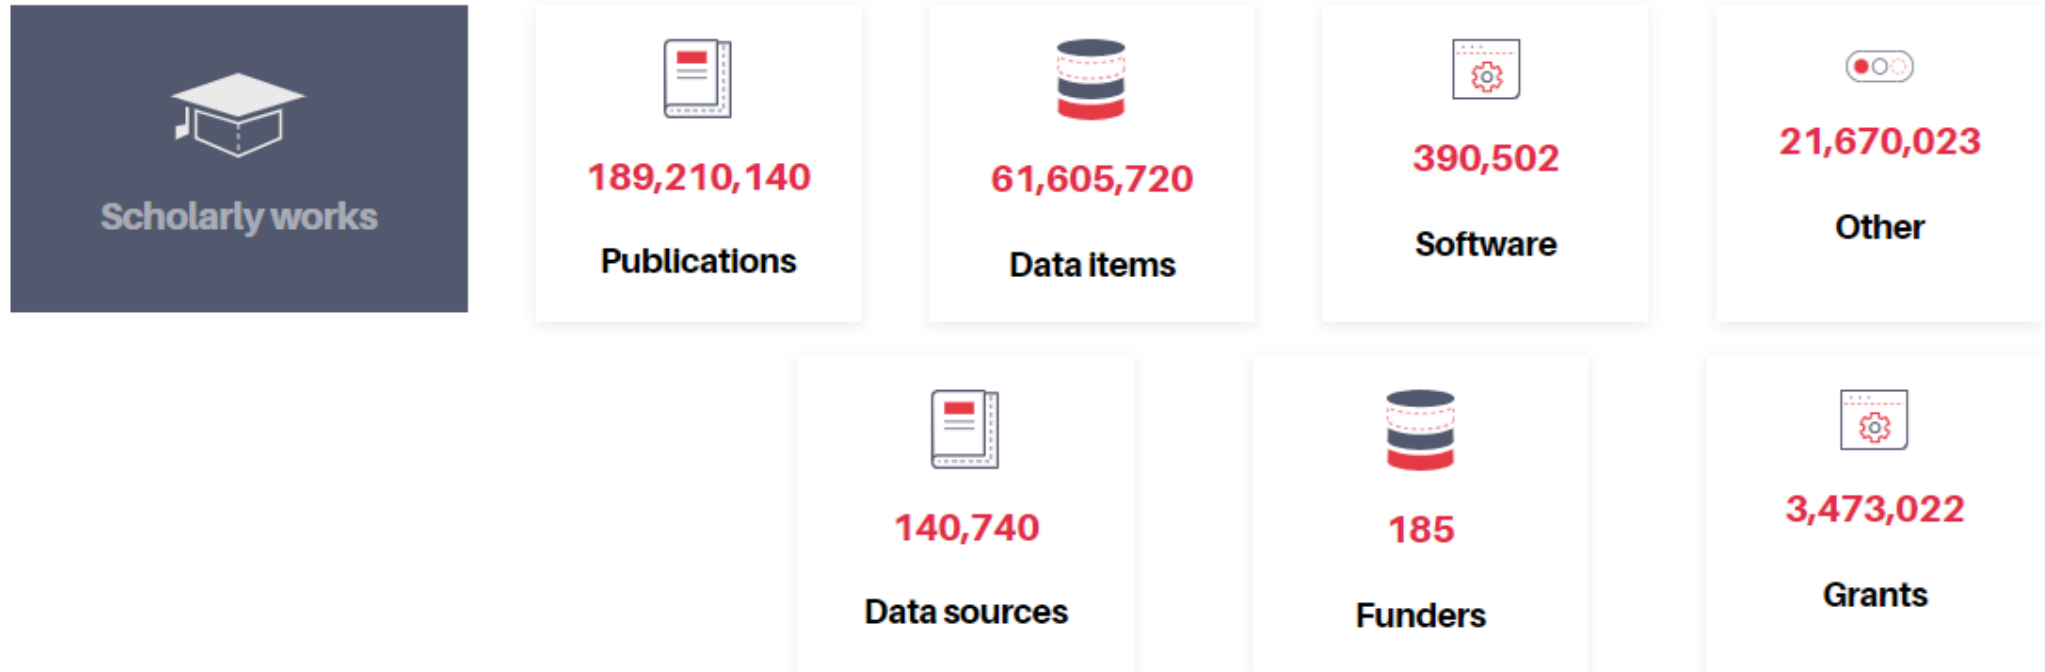 Scholarly works
189,210,140
Publications
61,605,720
Data items
390,502
Software
21,670,023
Other
140,740
Data sources
185
Funders
3,473,022
Grants